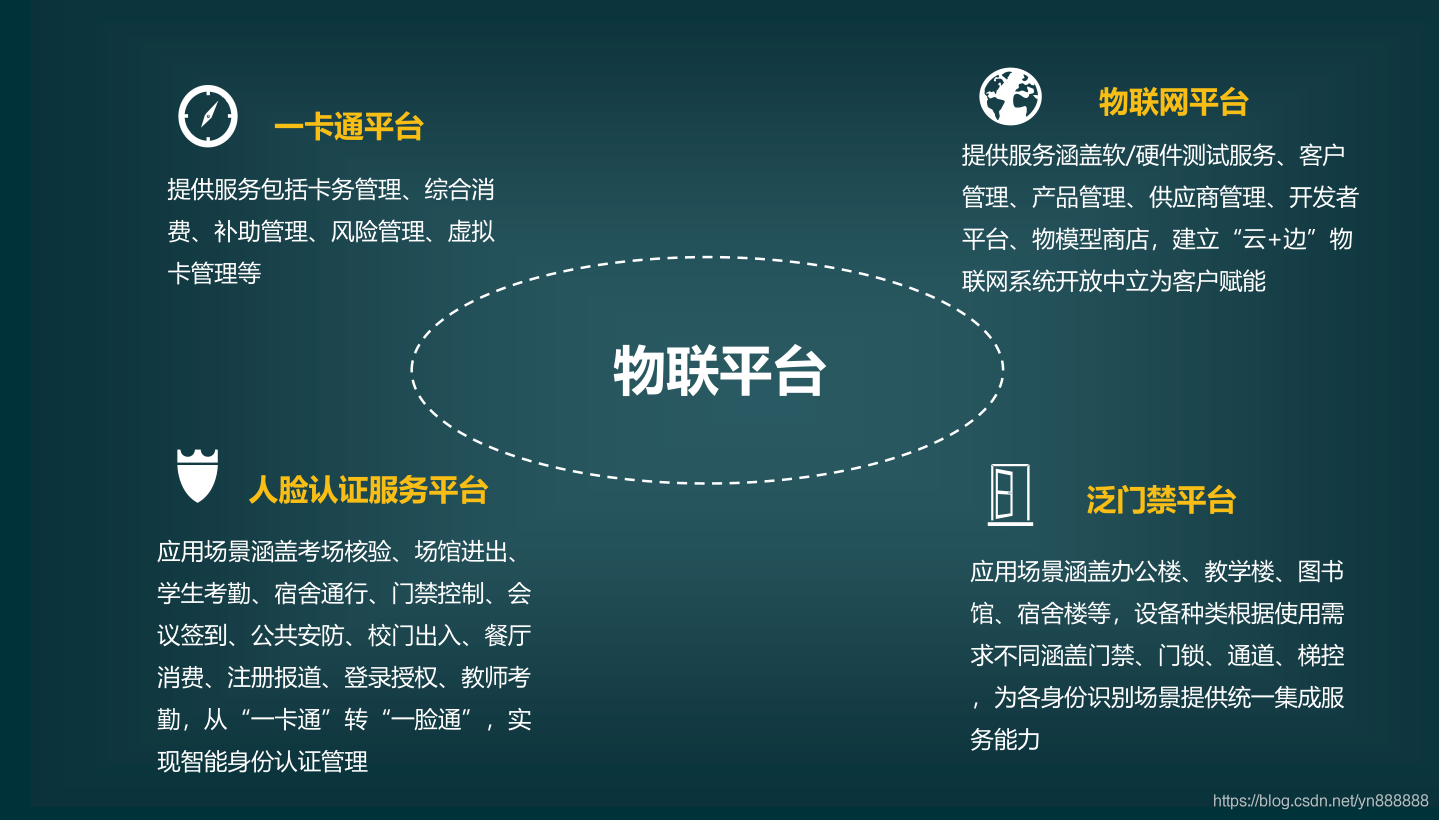 一卡通平台
提供服务包括卡务管理、综合消
费、补助管理、风险管理、虚拟
卡管理等
物联网平台
提供服务涵盖软/硬件测试服务、客户
管理、产品管理、供应商管理、开发者
平台、物模型商店，建立“云+边”物
联网系统开放中立为客户赋能
物联平台
人脸认证服务平台
应用场景涵盖考场核验、场馆进出、
学生考勤、宿舍通行、门禁控制、会
议签到、公共安防、校门出入、餐厅
消费、注册报道、登录授权、教师考
勤，从“一卡通”转“一脸通”，实
现智能身份认证管理
泛门禁平台
应用场景涵盖办公楼、教学楼、图书
馆、宿舍楼等，设备种类根据使用需
求不同涵盖门禁、门锁、通道、梯控
，为各身份识别场景提供统一集成服
务能力
https://blog.csdn.net/yn888888